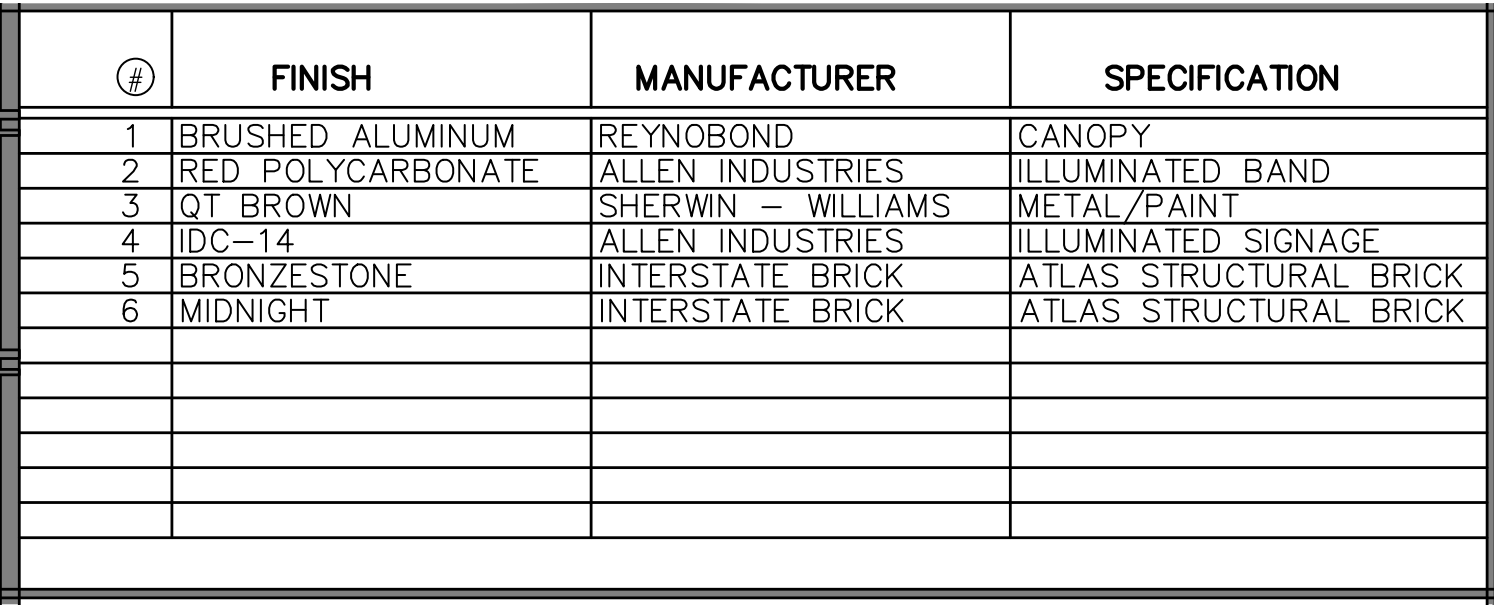 # FINISH MANUFACTURER SPECIFICATION
1 BRUSHED ALUMINUM REYNOBOND CANOPY
2 RED POLYCARBONATE ALLEN INDUSTRIES ILLUMINATED BAND
3 QT BROWN SHERWIN – WILLIAMS METAL/PAINT
4 IDC–14 ALLEN INDUSTRIES ILLUMINATED SIGNAGE
5 BRONZESTONE INTERSTATE BRICK ATLAS STRUCTURAL BRICK
6 MIDNIGHT INTERSTATE BRICK ATLAS STRUCTURAL BRICK